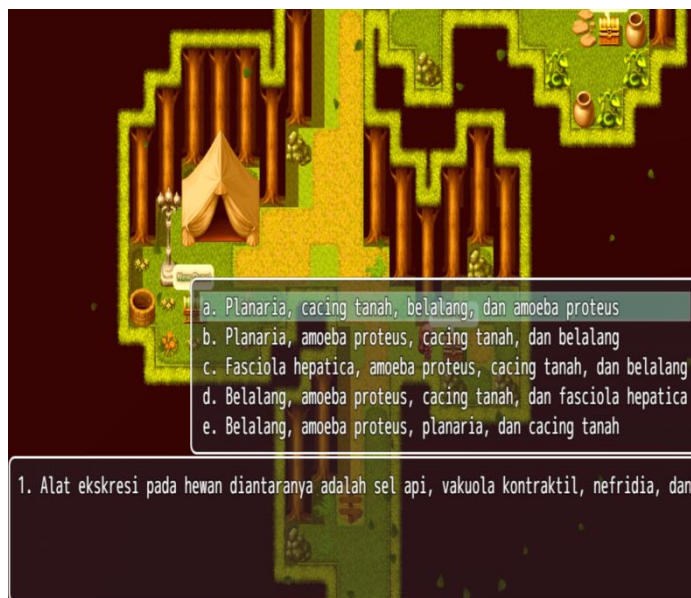 a. Planaria, cacing tanah, belalang, dan amoeba proteus
b. Planaria, amoeba proteus, cacing tanah, dan belalang
c. Fasciola hepatica, amoeba proteus, cacing tanah, dan belalang
d. Belalang, amoeba proteus, cacing tanah, dan fasciola hepatica
e. Belalang, amoeba proteus, planaria, dan cacing tanah
1. Alat ekskresi pada hewan diantaranya adalah sel api, vakuola kontraktil, nefridia, dan